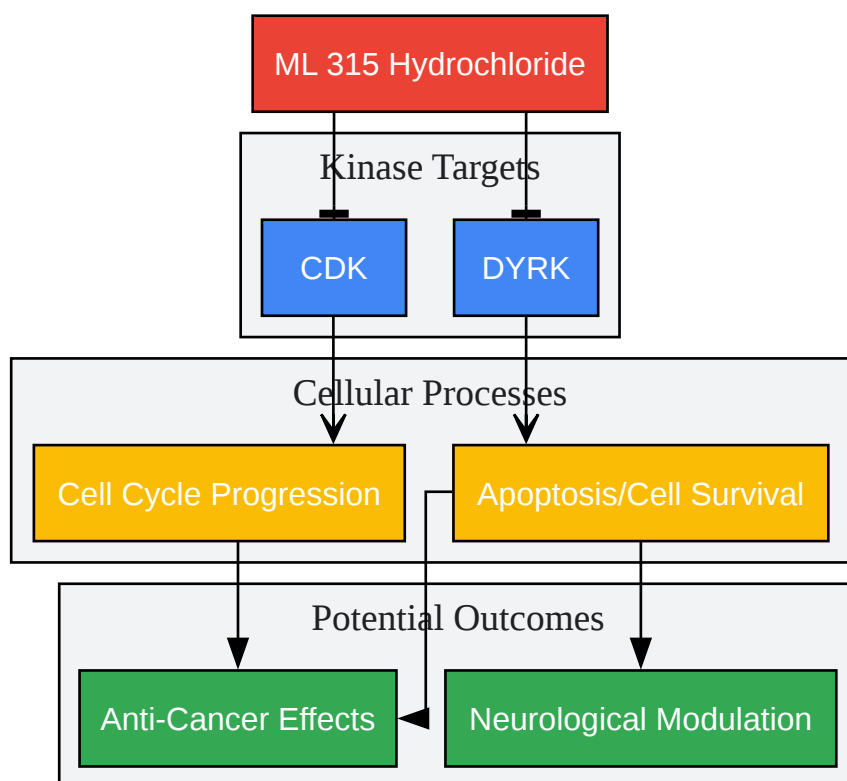 ML 315 Hydrochloride
Kinase Targets
CDK
DYRK
Cellular Processes
Cell Cycle Progression
Apoptosis/Cell Survival
Potential Outcomes
Anti-Cancer Effects
Neurological Modulation